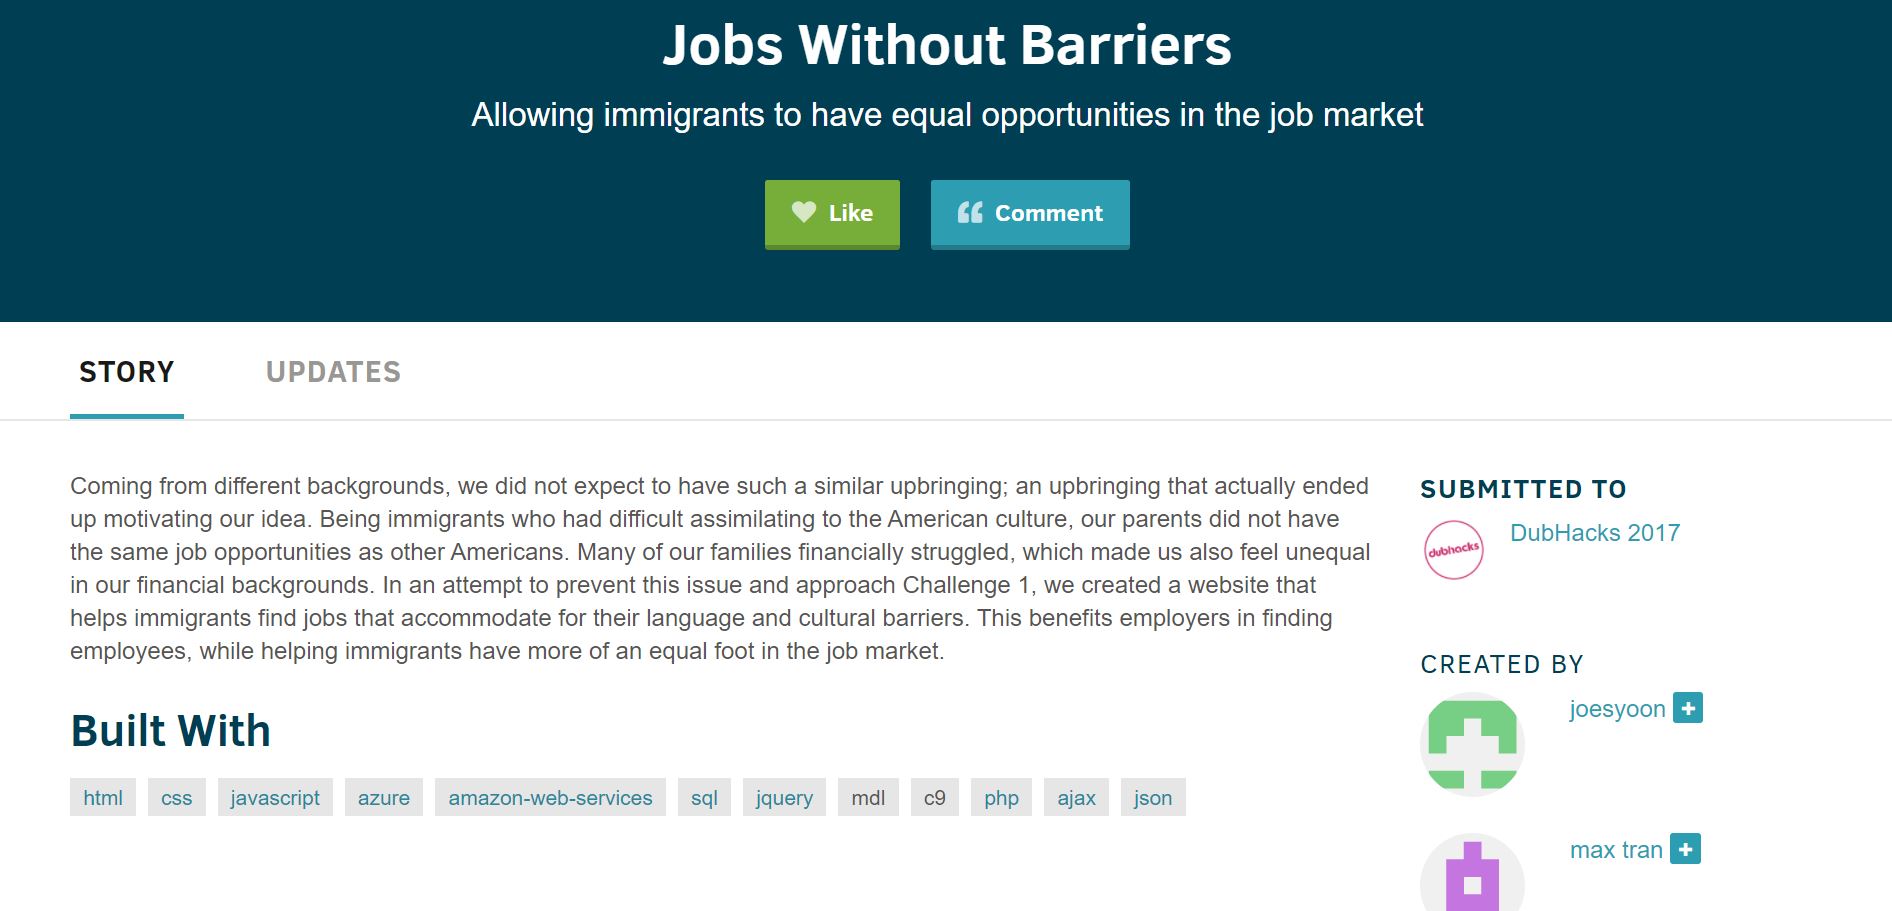 Jobs Without Barriers
Allowing immigrants to have equal opportunities in the job market
Like
Comment
STORY
UPDATES
Coming from different backgrounds, we did not expect to have such a similar upbringing; an upbringing that actually ended
up motivating our idea. Being immigrants who had difficult assimilating to the American culture, our parents did not have
the same job opportunities as other Americans. Many of our families financially struggled, which made us also feel unequal
in our financial backgrounds. In an attempt to prevent this issue and approach Challenge 1, we created a website that
helps immigrants find jobs that accommodate for their language and cultural barriers. This benefits employers in finding
employees, while helping immigrants have more of an equal foot in the job market.
Built With
html css javascript azure amazon-web-services sql jquery mdl c9 php ajax json
SUBMITTED TO
dubhacks
DubHacks 2017
CREATED BY
joesyoon
max tran